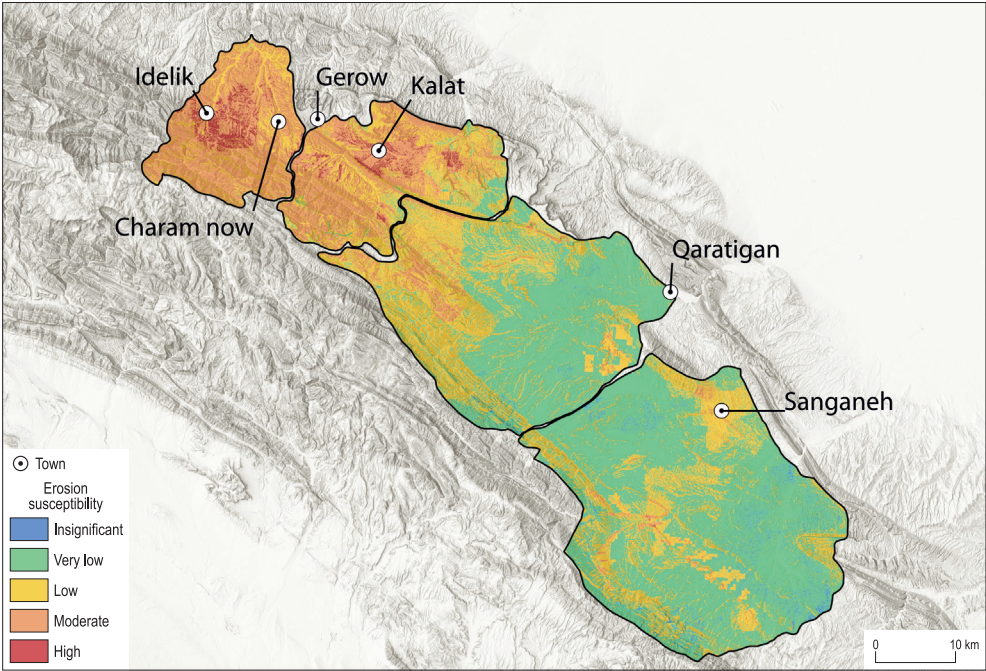 Idelik
Gerow
Kalat
Charam now
Qaratigan
Sanganeh
Town
Erosion
susceptibility
Insignificant
Very low
Low
Moderate
High
0 10 km